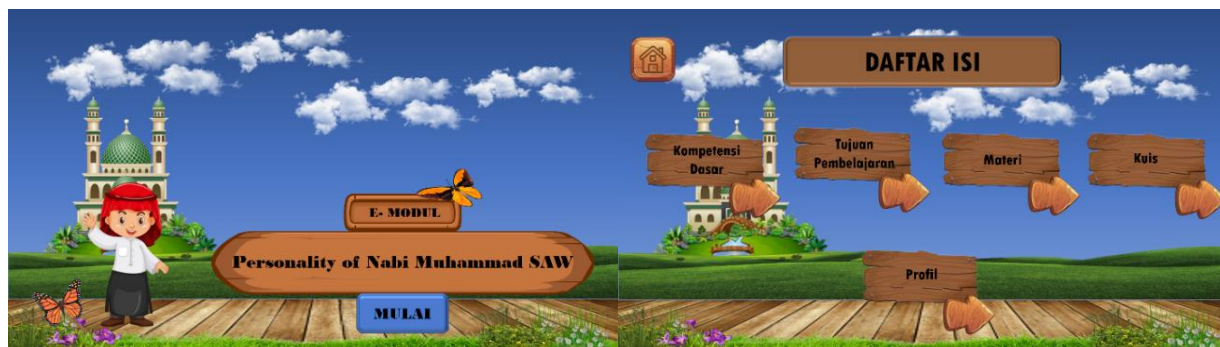 E- MODUL
Personality of Nabi Muhammad SAW
MULAI
DAFTAR ISI
Kompetensi
Dasar
Tujuan
Pembelajaran
Materi
Kuis
Profil